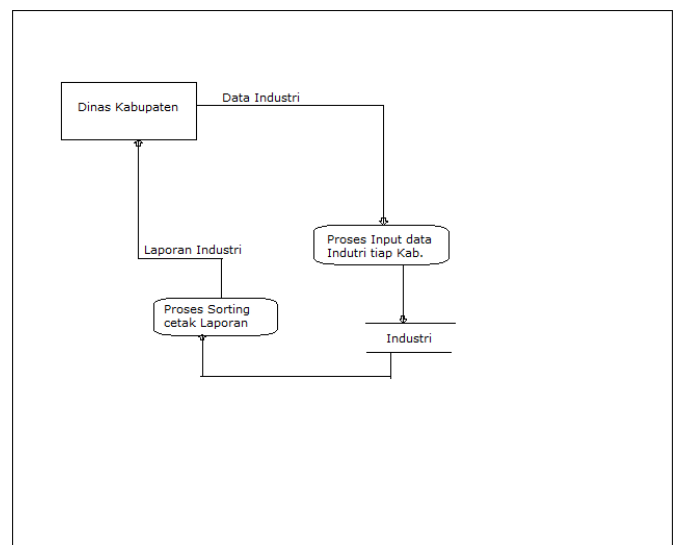 Data Industri
Dinas Kabupaten
Proses Input data
Indutri tiap Kab.
Laporan Industri
Proses Sorting
cetak Laporan
Industri